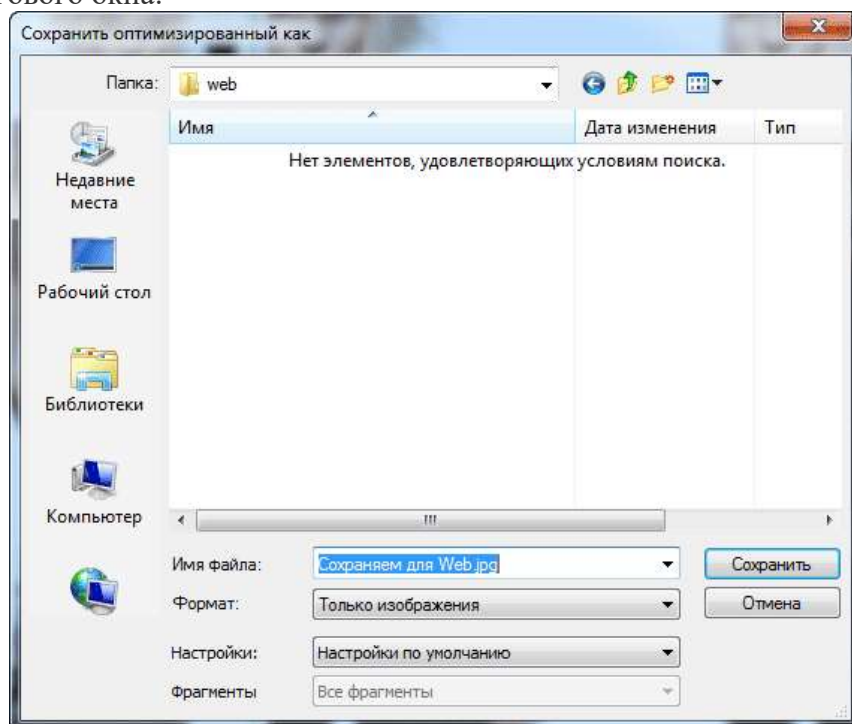 тового окна.
Сохранить оптимизированный как
Папка: web
Имя Дата изменения Тип
Нет элементов, удовлетворяющих условиям поиска.
Недавние
места
Рабочий стол
Библиотеки
Компьютер
Имя файла: Сохраняем для Web.jpg Сохранить
Формат: Только изображения Отмена
Настройки: Настройки по умолчанию
Фрагменты Все фрагменты